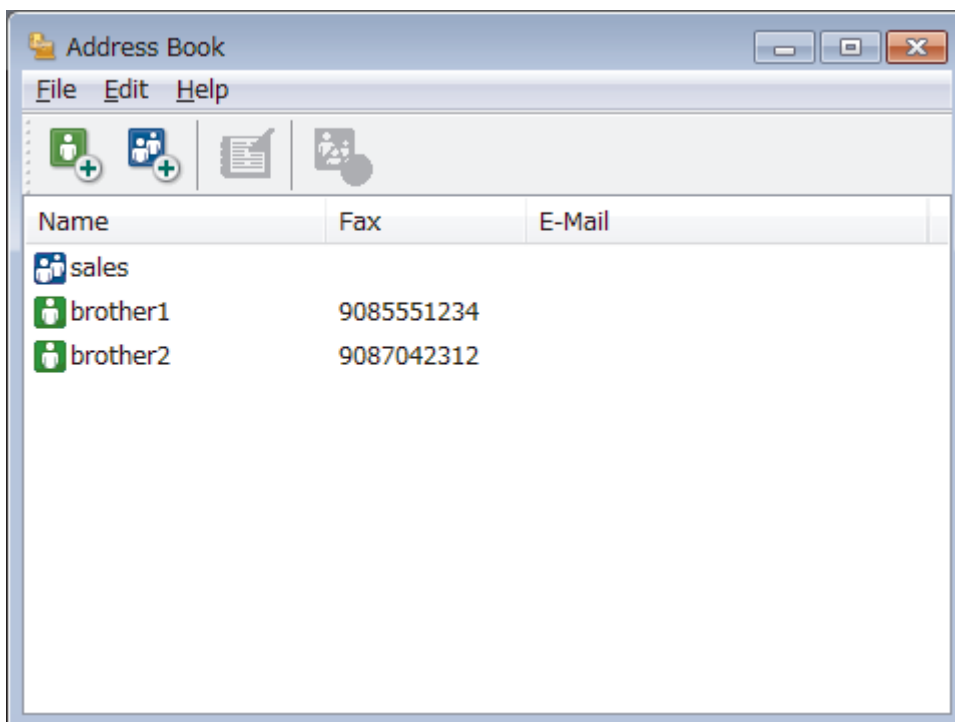 Address Book
File Edit Help
Name Fax E-Mail
sales
brother1 9085551234
brother2 9087042312